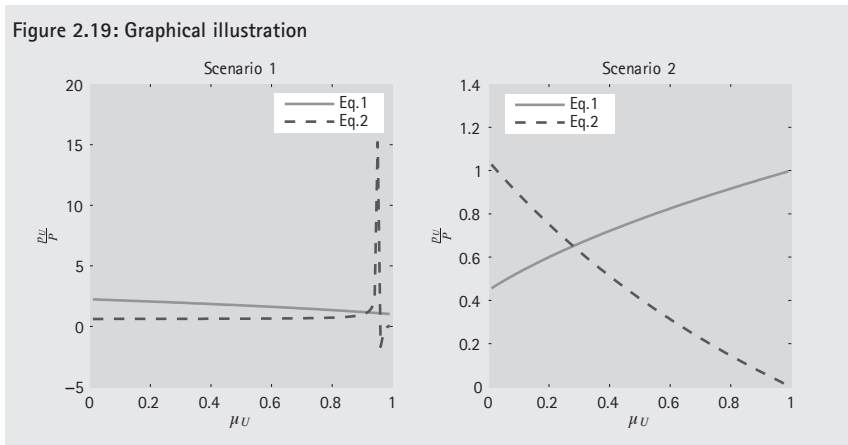 Figure 2.19: Graphical illustration
Scenario 1
20
15
10
5
0
−5
0
0.2
0.4
0.6
0.8
1
p_U/P
μ_U
Eq.1
Eq.2
Scenario 2
1.4
1.2
1
0.8
0.6
0.4
0.2
0
0
0.2
0.4
0.6
0.8
1
p_U/P
μ_U
Eq.1
Eq.2